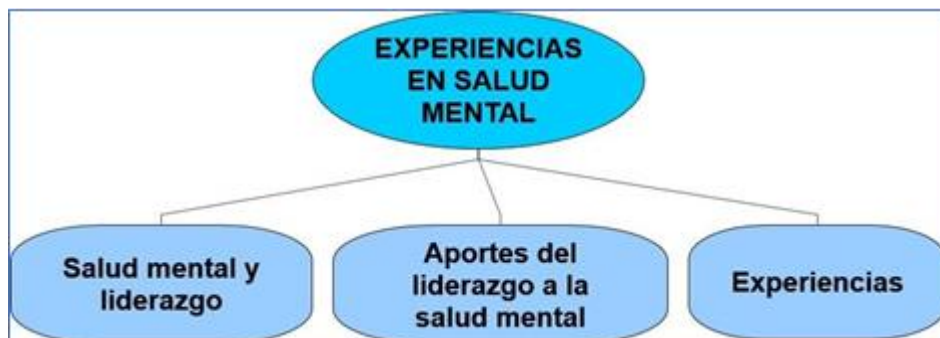 EXPERIENCIAS
EN SALUD
MENTAL
Salud mental y
liderazgo
Aportes del
liderazgo a la
salud mental
Experiencias